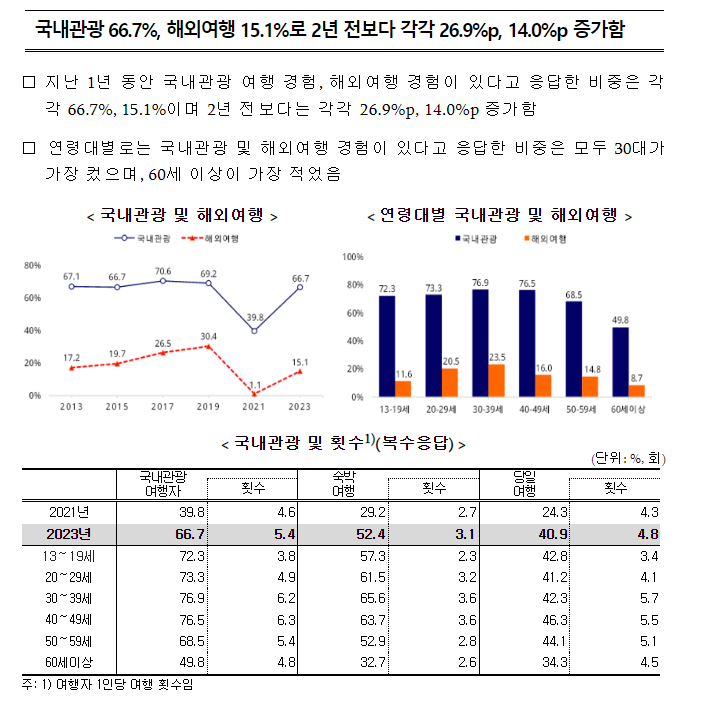 국내관광 66.7%, 해외여행 15.1%로 2년 전보다 각각 26.9%p, 14.0%p 증가함
□ 지난 1년 동안 국내관광 여행 경험, 해외여행 경험이 있다고 응답한 비중은 각
각 66.7%, 15.1%이며 2년 전보다는 각각 26.9%p, 14.0%p 증가함
□ 연령대별로는 국내관광 및 해외여행 경험이 있다고 응답한 비중은 모두 30대가
가장 컸으며, 60세 이상이 가장 적었음
< 국내관광 및 해외여행 >
국내관광 해외여행
80%
60%
40%
20%
0%
67.1 66.7 70.6 69.2 39.8 66.7
17.2 19.7 26.5 30.4 1.1 15.1
2013 2015 2017 2019 2021 2023
< 연령대별 국내관광 및 해외여행 >
국내관광 해외여행
100%
80%
60%
40%
20%
0%
72.3 73.3 76.9 76.5 68.5 49.8
11.6 20.5 23.5 16.0 14.8 8.7
13-19세 20-29세 30-39세 40-49세 50-59세 60세이상
< 국내관광 및 횟수1)(복수응답) >
(단위: %, 회)
국내관광 여행자 횟수 숙박 여행 횟수 당일 여행 횟수
2021년 39.8 4.6 29.2 2.7 24.3 4.3
2023년 66.7 5.4 52.4 3.1 40.9 4.8
13~19세 72.3 3.8 57.3 2.3 42.8 3.4
20~29세 73.3 4.9 61.5 3.2 41.2 4.1
30~39세 76.9 6.2 65.6 3.6 42.3 5.7
40~49세 76.5 6.3 63.7 3.6 46.3 5.5
50~59세 68.5 5.4 52.9 2.8 44.1 5.1
60세이상 49.8 4.8 32.7 2.6 34.3 4.5
주: 1) 여행자 1인당 여행 횟수임